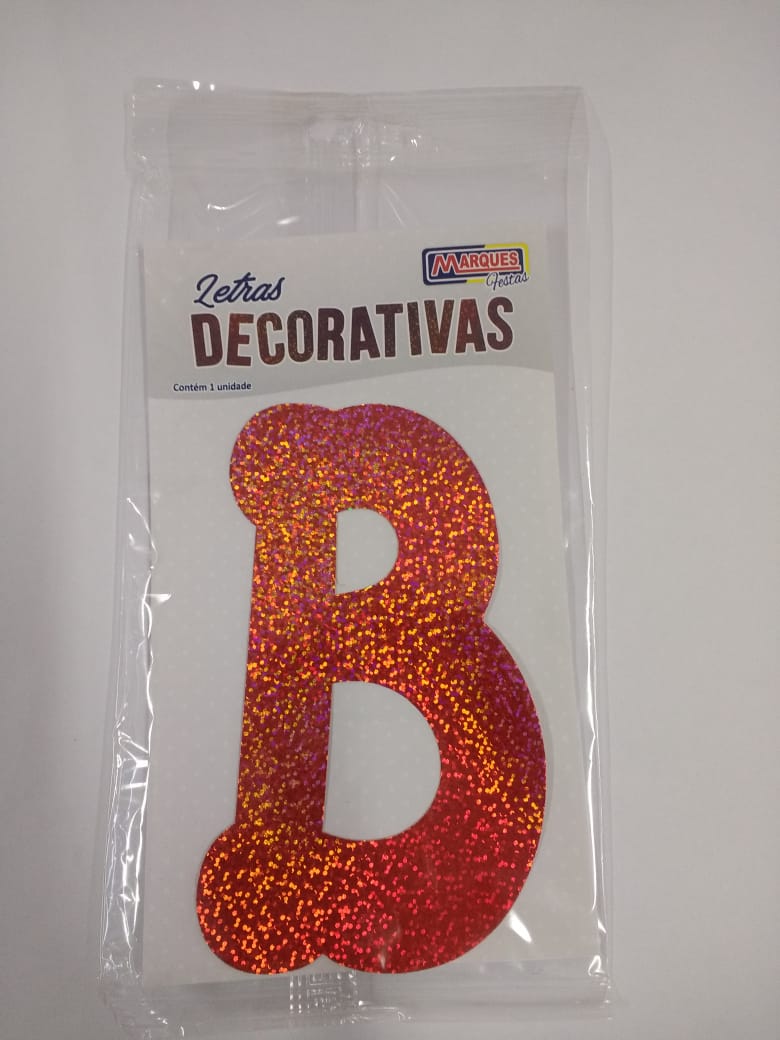 MARQUES
Festas
Letras
DECORATIVAS
Contém 1 unidade
B